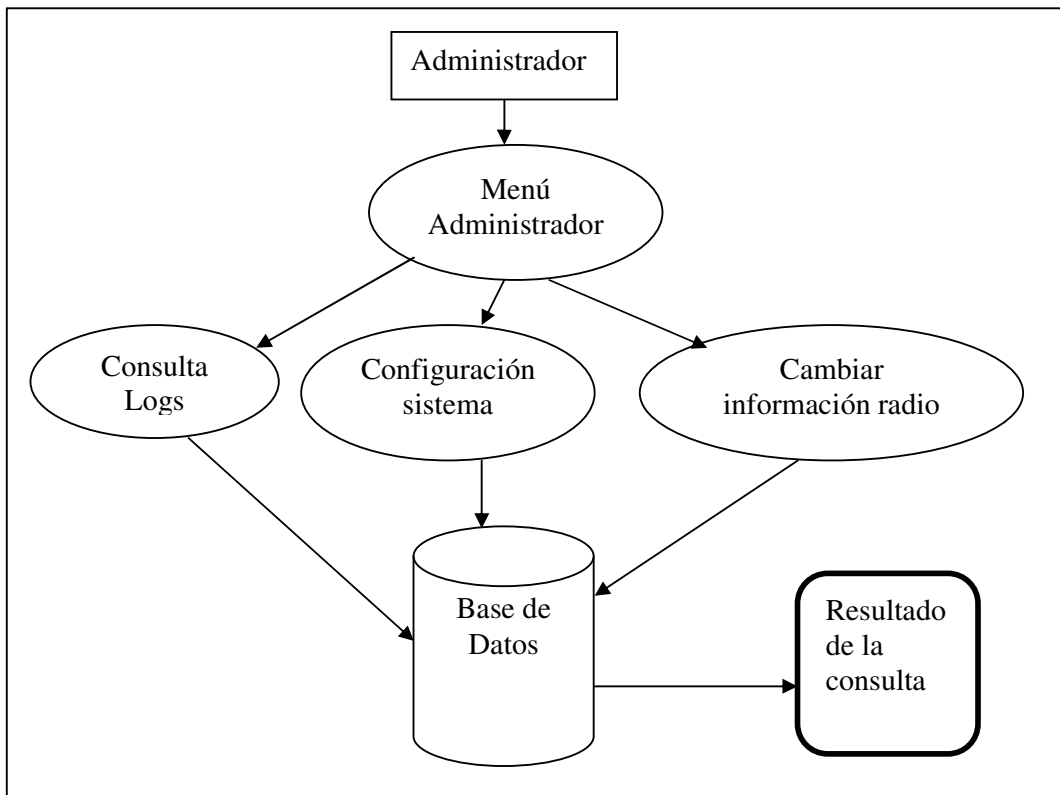 Administrador
Menú
Administrador
Consulta
Logs
Configuración
sistema
Cambiar
información radio
Base de
Datos
Resultado
de la
consulta